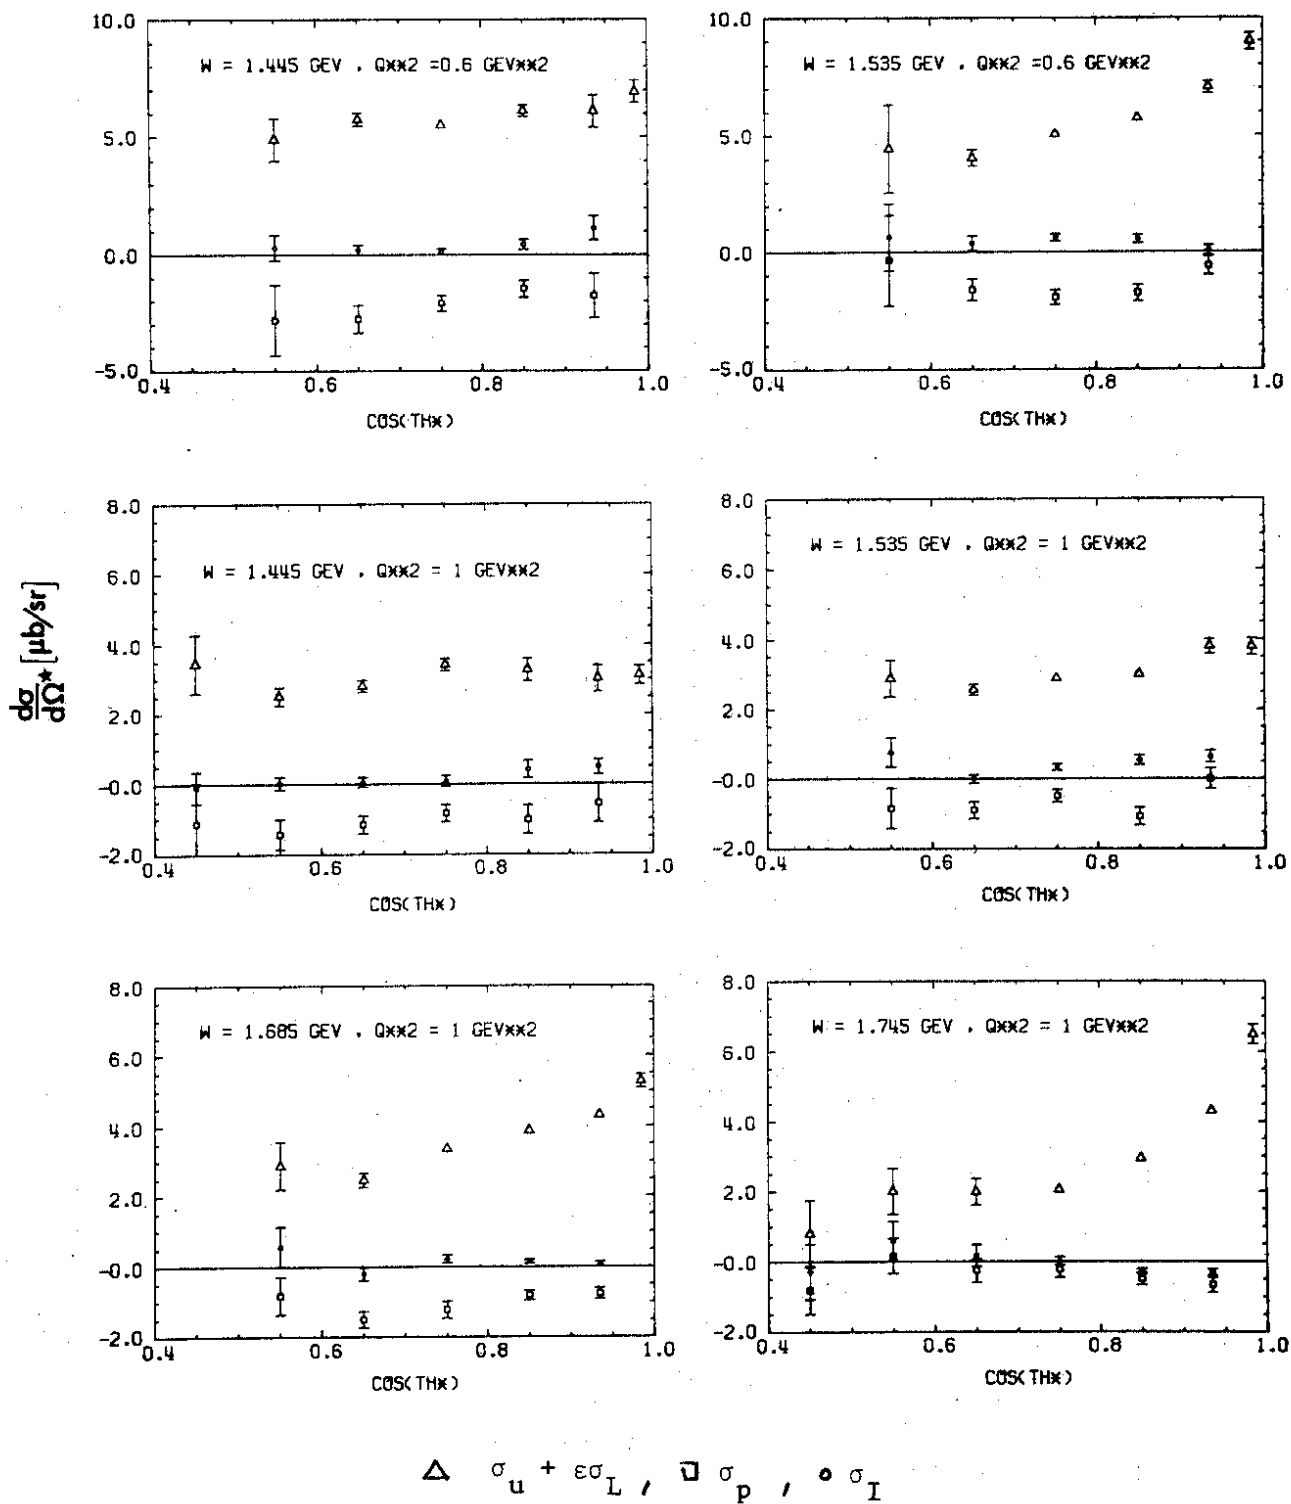 10.0
5.0
0.0
-5.0
W = 1.445 GEV , Q**2 =0.6 GEV**2
0.4 0.6 0.8 1.0
COS(TH*)
10.0
5.0
0.0
-5.0
W = 1.535 GEV , Q**2 =0.6 GEV**2
0.4 0.6 0.8 1.0
COS(TH*)
dσ/dΩ* [μb/sr]
8.0
6.0
4.0
2.0
-0.0
-2.0
W = 1.445 GEV , Q**2 = 1 GEV**2
0.4 0.6 0.8 1.0
COS(TH*)
8.0
6.0
4.0
2.0
-0.0
-2.0
W = 1.535 GEV , Q**2 = 1 GEV**2
0.4 0.6 0.8 1.0
COS(TH*)
8.0
6.0
4.0
2.0
-0.0
-2.0
W = 1.685 GEV , Q**2 = 1 GEV**2
0.4 0.6 0.8 1.0
COS(TH*)
8.0
6.0
4.0
2.0
-0.0
-2.0
W = 1.745 GEV , Q**2 = 1 GEV**2
0.4 0.6 0.8 1.0
COS(TH*)
△ σu + εσL , □ σp , ○ σI